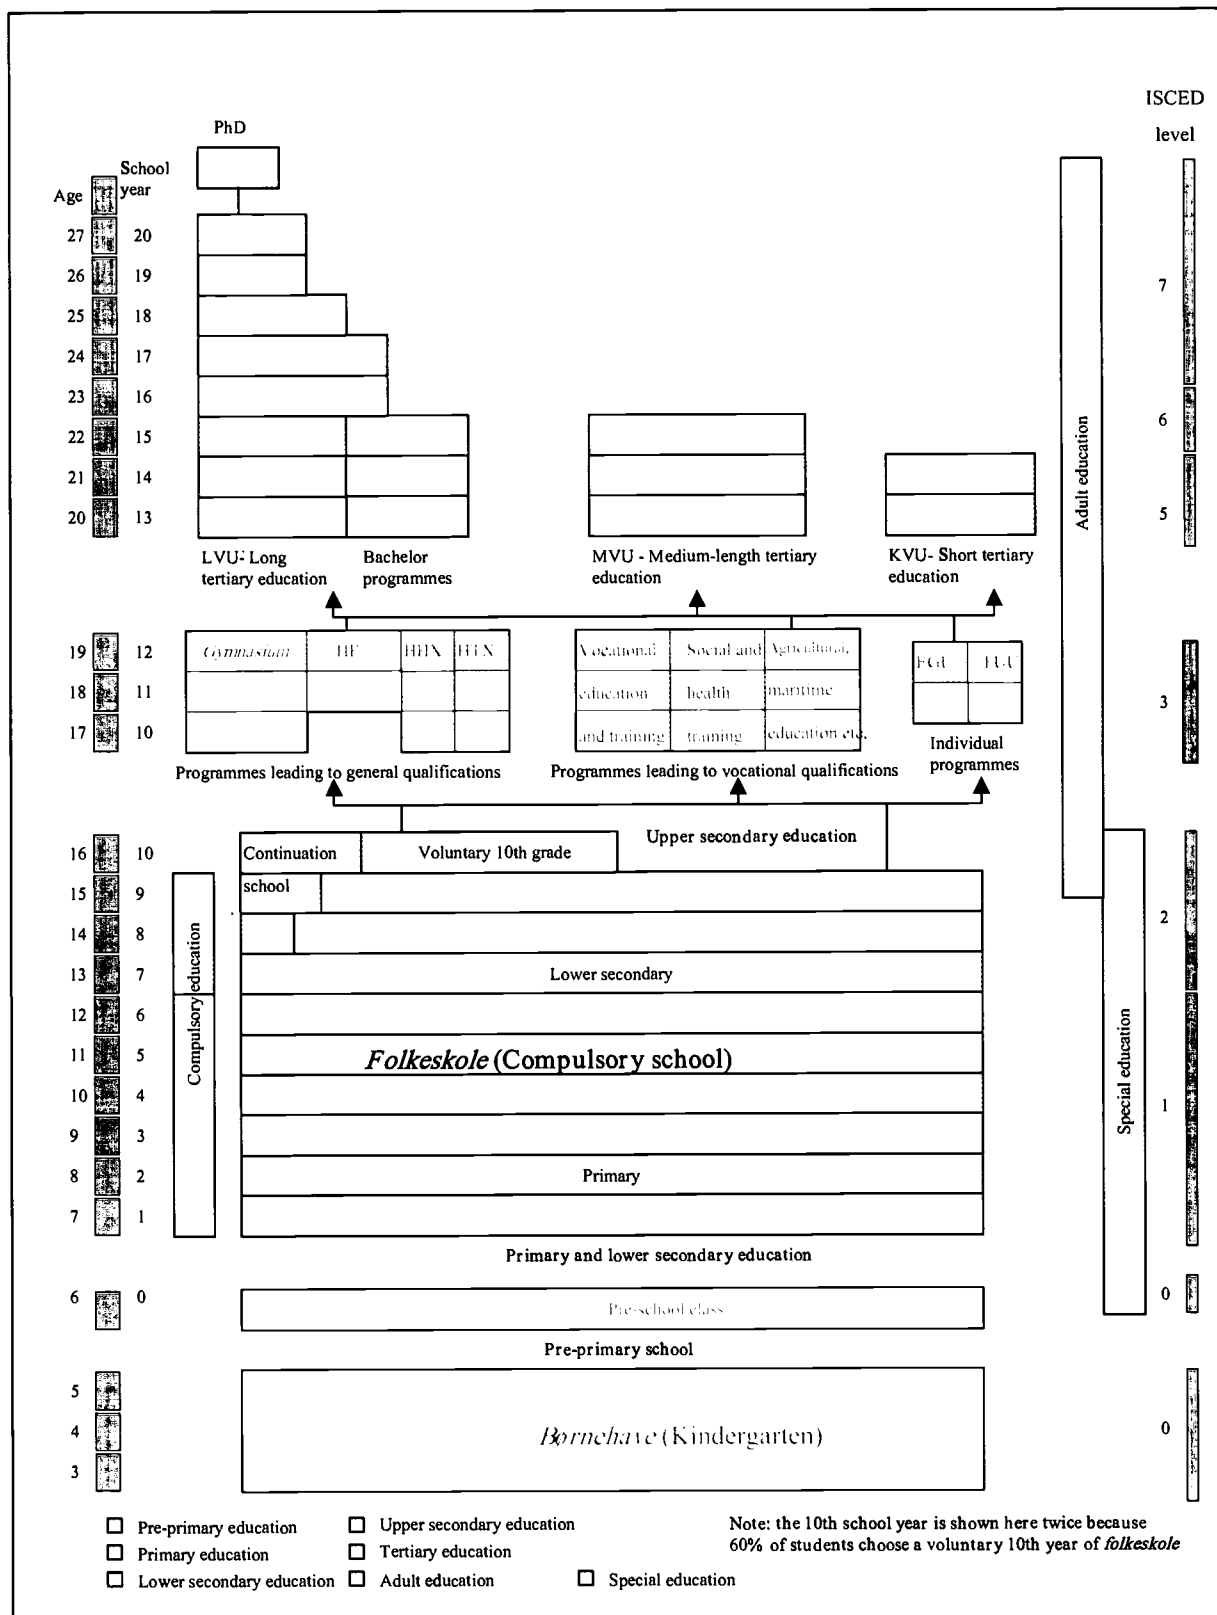 ISCED
level
PhD
School
year
Age
27 20
26 19
25 18
24 17
23 16
22 15
21 14
20 13
7
6
5
Adult education
LVU- Long
tertiary education
Bachelor
programmes
MVU - Medium-length tertiary
education
KVU- Short tertiary
education
19 12
18 11
17 10
Gymnasium HF HHX HTX
Vocational
education
and training
Social and
health
training
Agricultural,
maritime
education etc.
EGU FGU
3
Programmes leading to general qualifications
Programmes leading to vocational qualifications
Individual
programmes
Upper secondary education
16 10
15 9
14 8
13 7
12 6
11 5
10 4
9 3
8 2
7 1
Compulsory education
Continuation
school
Voluntary 10th grade
Lower secondary
Folkeskole (Compulsory school)
Primary
2
1
Special education
Primary and lower secondary education
6 0
Pre-school class
0
Pre-primary school
5
4
3
Børnehave (Kindergarten)
0
Pre-primary education
Primary education
Lower secondary education
Upper secondary education
Tertiary education
Adult education
Special education
Note: the 10th school year is shown here twice because
60% of students choose a voluntary 10th year of folkeskole